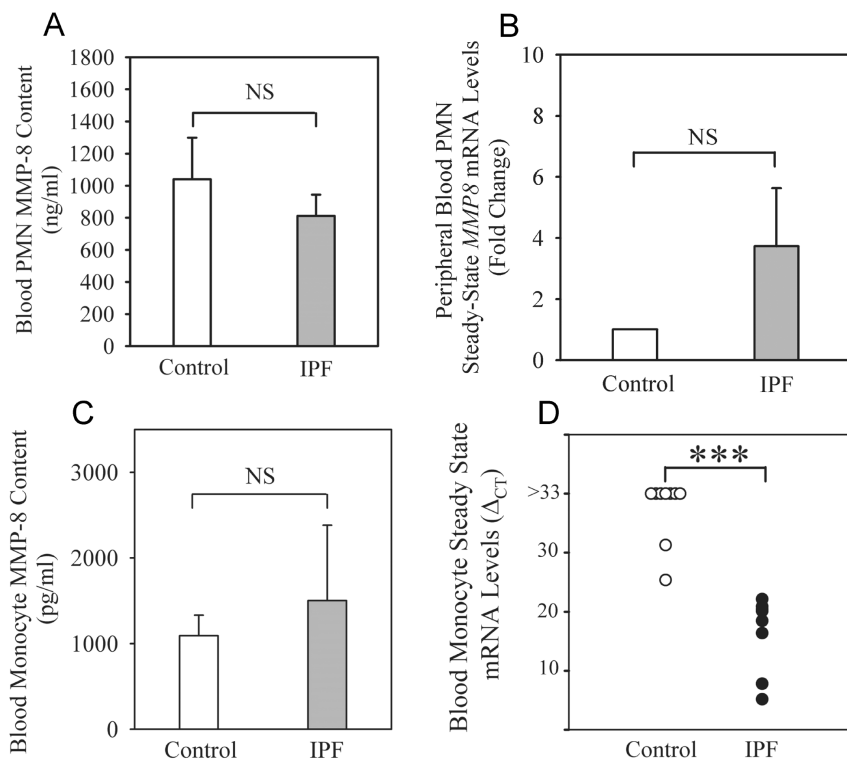 A
Blood PMN MMP-8 Content
(ng/ml)
1800
1600
1400
1200
1000
800
600
400
200
0
NS
Control
IPF
B
Peripheral Blood PMN
Steady-State MMP8 mRNA Levels
(Fold Change)
10
8
6
4
2
0
NS
Control
IPF
C
Blood Monocyte MMP-8 Content
(pg/ml)
3000
2000
1000
0
NS
Control
IPF
D
Blood Monocyte Steady State
mRNA Levels (ΔCT)
>33
30
20
10
***
Control
IPF